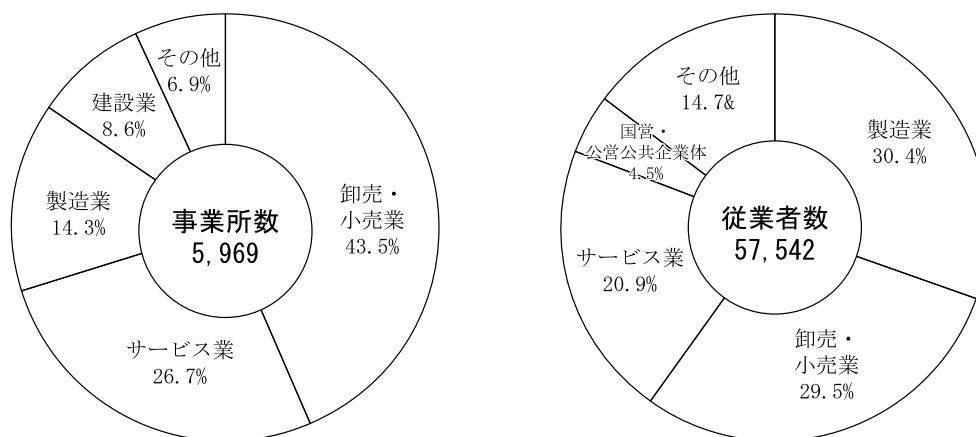 その他
6.9%
建設業
8.6%
製造業
14.3%
卸売・
小売業
43.5%
事業所数
5,969
サービス業
26.7%
その他
14.7&
国営・
公営公共企業体
4.5%
製造業
30.4%
従業者数
57,542
サービス業
20.9%
卸売・
小売業
29.5%